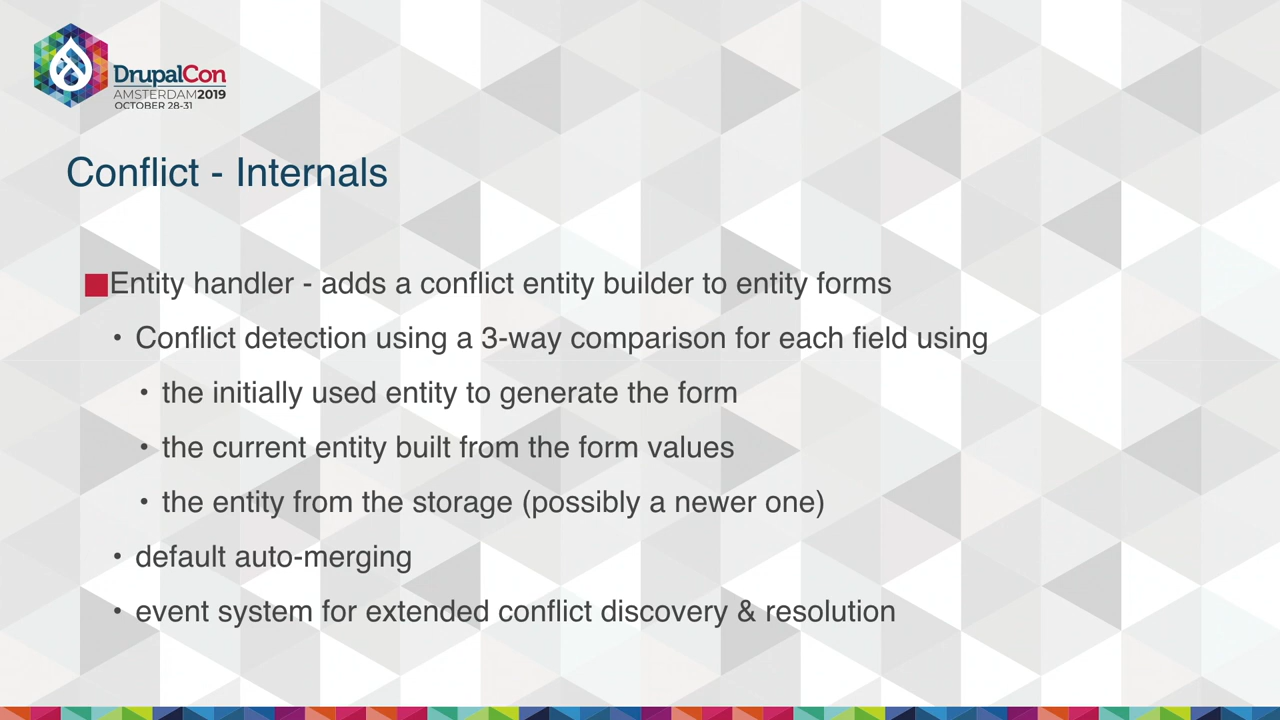 DrupalCon
AMSTERDAM2019
OCTOBER 28-31
Conflict - Internals
Entity handler - adds a conflict entity builder to entity forms
• Conflict detection using a 3-way comparison for each field using
• the initially used entity to generate the form
• the current entity built from the form values
• the entity from the storage (possibly a newer one)
• default auto-merging
• event system for extended conflict discovery & resolution